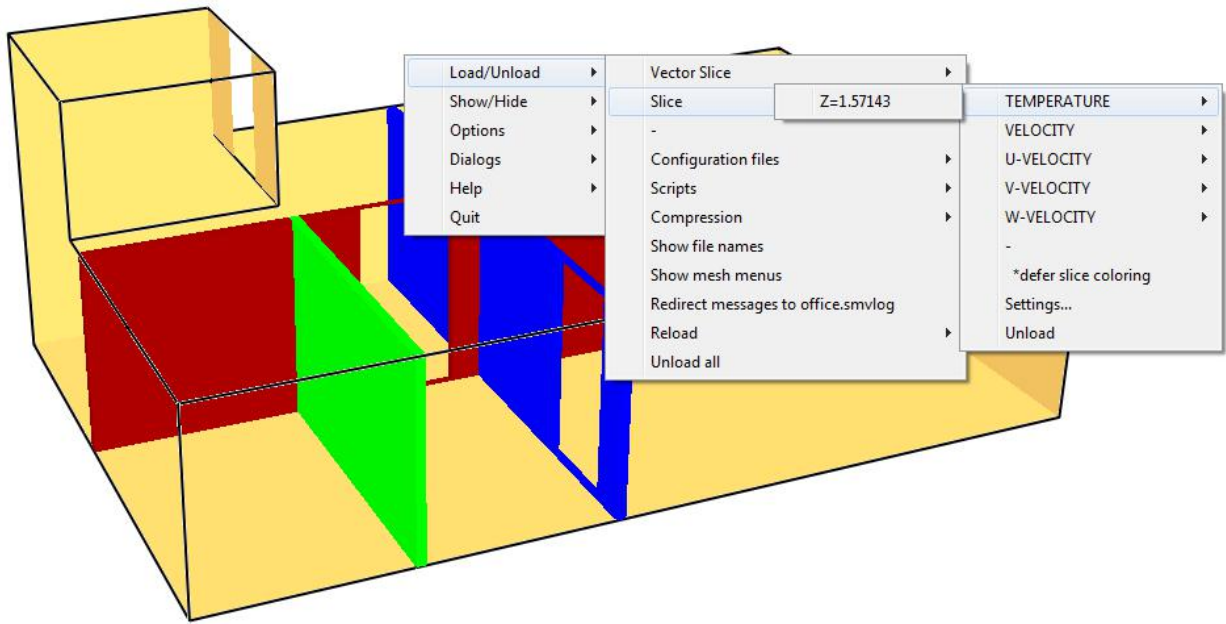 Load/Unload
Show/Hide
Options
Dialogs
Help
Quit
Vector Slice
Slice
-
Configuration files
Scripts
Compression
Show file names
Show mesh menus
Redirect messages to office.smvlog
Reload
Unload all
Z=1.57143
TEMPERATURE
VELOCITY
U-VELOCITY
V-VELOCITY
W-VELOCITY
-
*defer slice coloring
Settings...
Unload